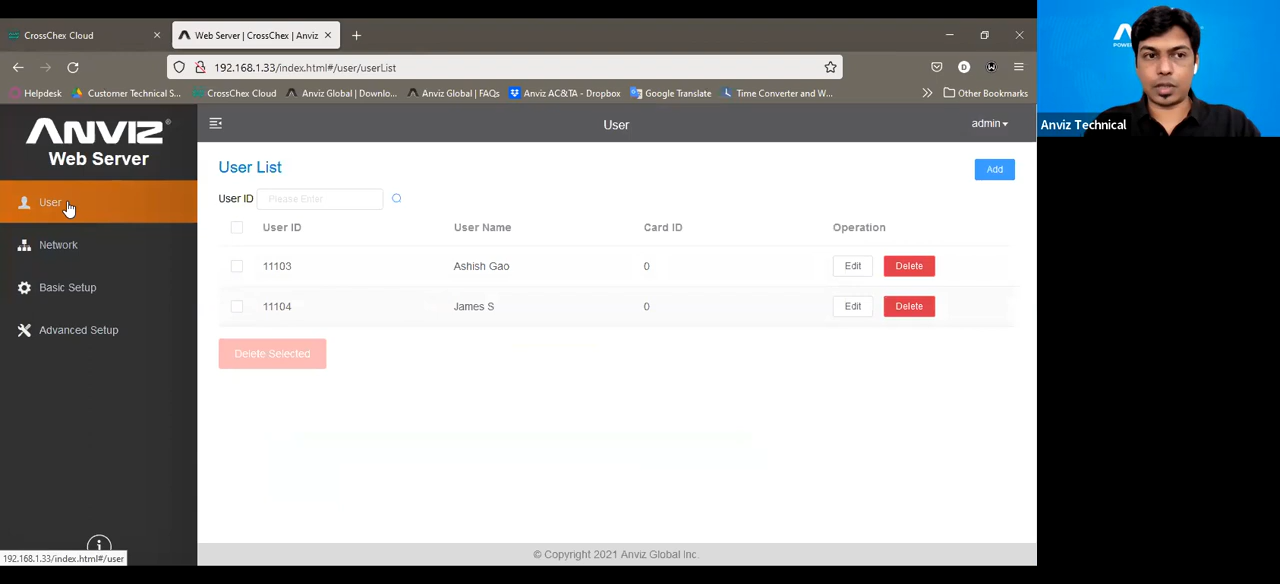 CrossChex Cloud
Web Server | CrossChex | Anviz
192.168.1.33/index.html#/user/userList
Helpdesk
Customer Technical S...
CrossChex Cloud
Anviz Global | Downlo...
Anviz Global | FAQs
Anviz AC&TA - Dropbox
Google Translate
Time Converter and W...
Other Bookmarks
ANVIZ®
Web Server
User
admin
User
Network
Basic Setup
Advanced Setup
User List
Add
User ID Please Enter
User ID User Name Card ID Operation
11103 Ashish Gao 0 Edit Delete
11104 James S 0 Edit Delete
Delete Selected
© Copyright 2021 Anviz Global Inc.
192.168.1.33/index.html#/user
Anviz Technical